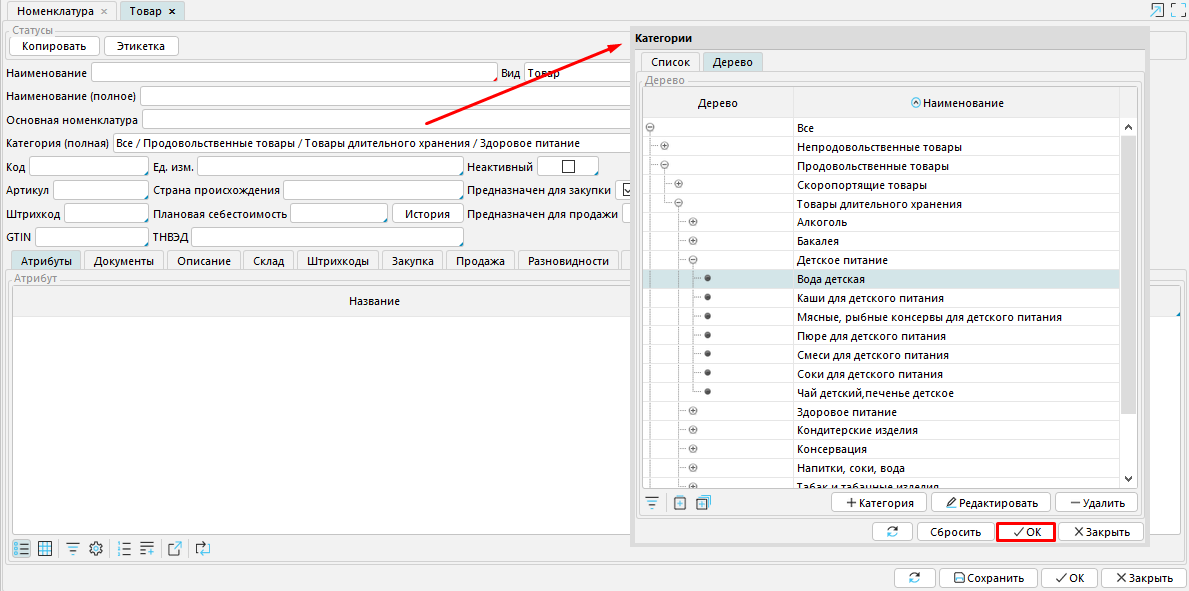 Номенклатура
Товар
Статусы
Копировать Этикетка
Наименование Вид Товар
Наименование (полное)
Основная номенклатура
Категория (полная) Все / Продовольственные товары / Товары длительного хранения / Здоровое питание
Код Ед. изм. Неактивный
Артикул Страна происхождения Предназначен для закупки
Штрихкод Плановая себестоимость История Предназначен для продажи
GTIN ТНВЭД
Атрибуты Документы Описание Склад Штрихкоды Закупка Продажа Разновидности
Атрибут
Название
Категории
Список Дерево
Дерево
Дерево Наименование
Все
Непродовольственные товары
Продовольственные товары
Скоропортящие товары
Товары длительного хранения
Алкоголь
Бакалея
Детское питание
Вода детская
Каши для детского питания
Мясные, рыбные консервы для детского питания
Пюре для детского питания
Смеси для детского питания
Соки для детского питания
Чай детский,печенье детское
Здоровое питание
Кондитерские изделия
Консервация
Напитки, соки, вода
Табак и табачные изделия
Категория Редактировать Удалить
Сбросить OK Закрыть
Сохранить OK Закрыть